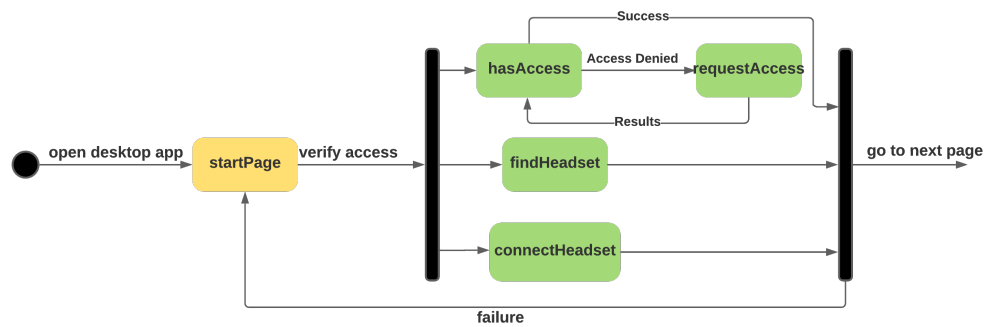 Success
hasAccess
Access Denied
requestAccess
Results
open desktop app
startPage
verify access
findHeadset
go to next page
connectHeadset
failure